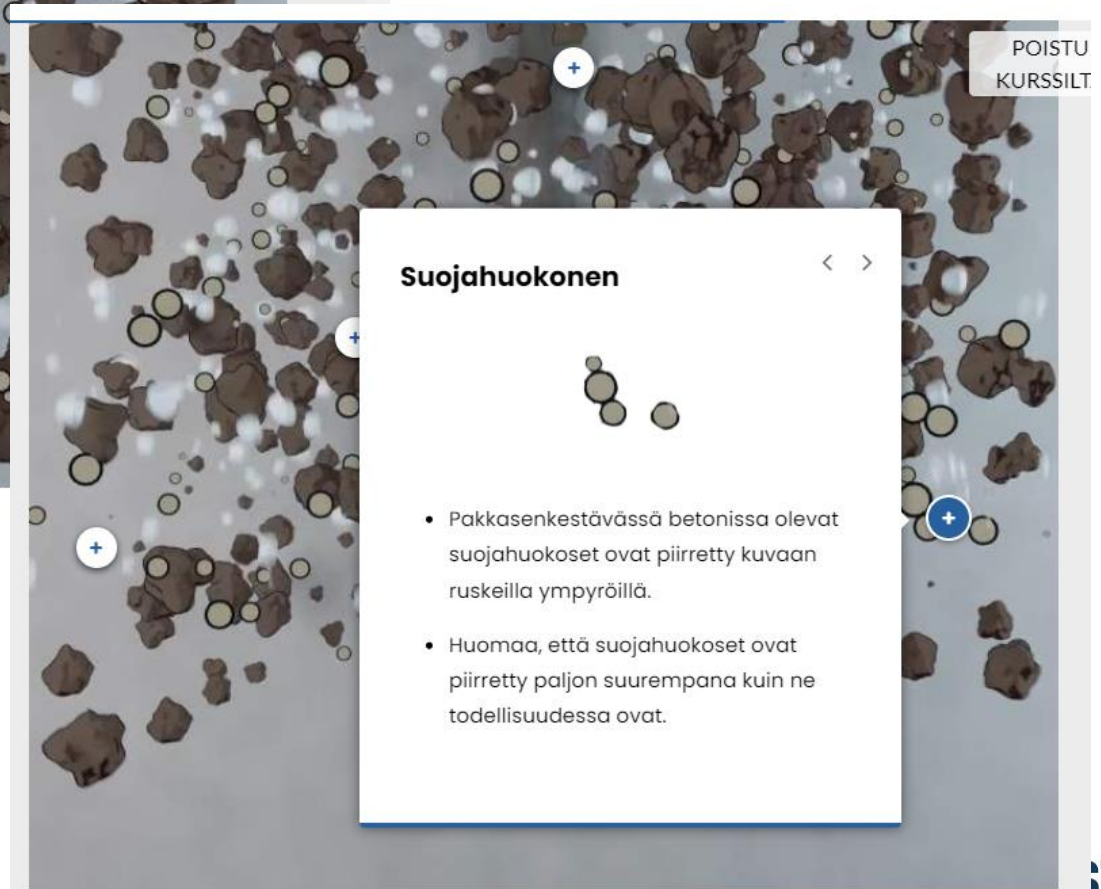 POISTU
KURSSILT
Suojahuokonen
Pakkasenkestävässä betonissa olevat
suojahuokoset ovat piirretty kuvaan
ruskeilla ympyröillä.
Huomaa, että suojahuokoset ovat
piirretty paljon suurempana kuin ne
todellisuudessa ovat.